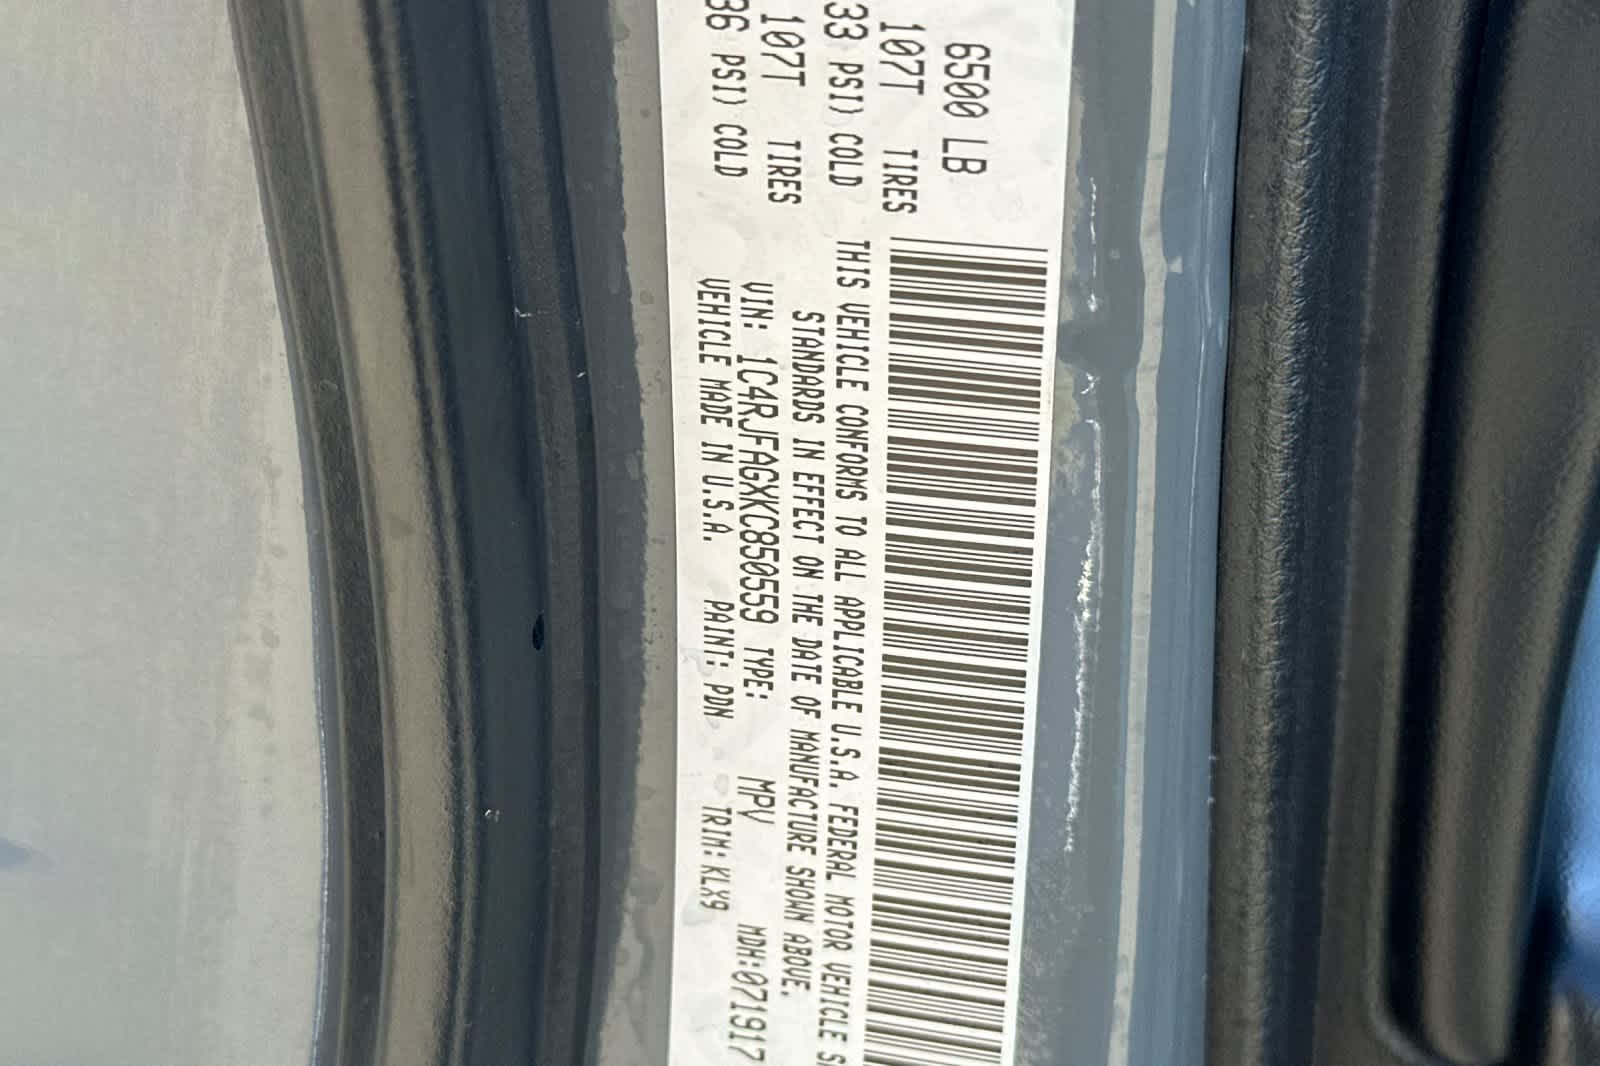 6500 LB
107T TIRES
33 PSI) COLD
107T TIRES
36 PSI) COLD
THIS VEHICLE CONFORMS TO ALL APPLICABLE U.S.A. FEDERAL MOTOR VEHICLE
STANDARDS IN EFFECT ON THE DATE OF MANUFACTURE SHOWN ABOVE.
VIN: 1C4RJFAGXKC850559 TYPE: MPV MDH:071917
VEHICLE MADE IN U.S.A. PAINT: PDN TRIM: KLX9